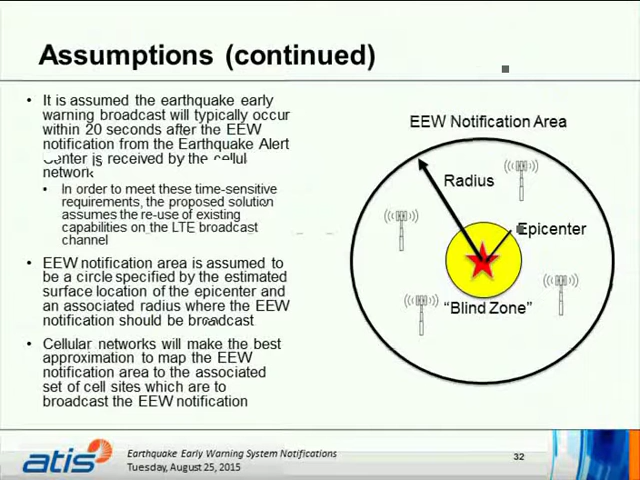 Assumptions (continued)
• It is assumed the earthquake early
warning broadcast will typically occur
within 20 seconds after the EEW
notification from the Earthquake Alert
Center is received by the cellul
network
• In order to meet these time-sensitive
requirements, the proposed solution
assumes the re-use of existing
capabilities on the LTE broadcast
channel
• EEW notification area is assumed to
be a circle specified by the estimated
surface location of the epicenter and
an associated radius where the EEW
notification should be broadcast
• Cellular networks will make the best
approximation to map the EEW
notification area to the associated
set of cell sites which are to
broadcast the EEW notification
EEW Notification Area
Radius
Epicenter
"Blind Zone"
atis
Earthquake Early Warning System Notifications
Tuesday, August 25, 2015
32